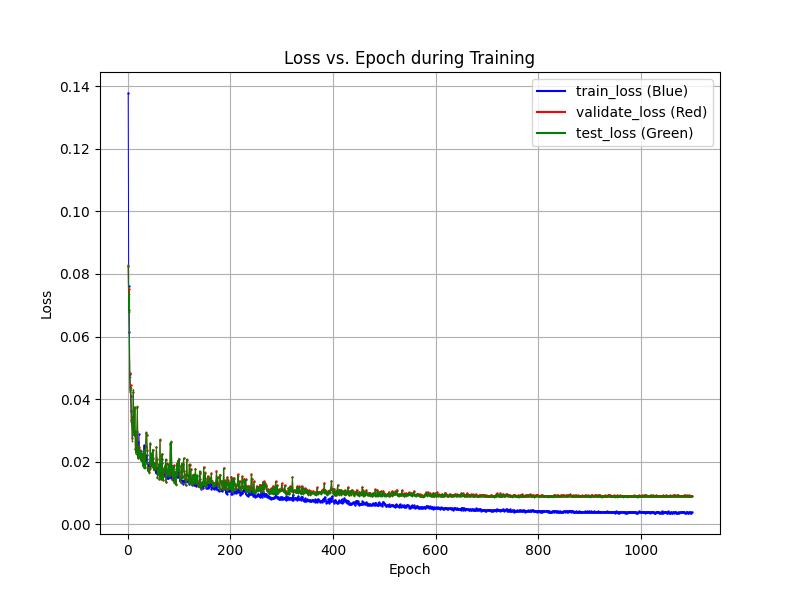 Loss vs. Epoch during Training
train_loss (Blue)
validate_loss (Red)
test_loss (Green)
0.14
0.12
0.10
0.08
0.06
0.04
0.02
0.00
Loss
0 200 400 600 800 1000
Epoch